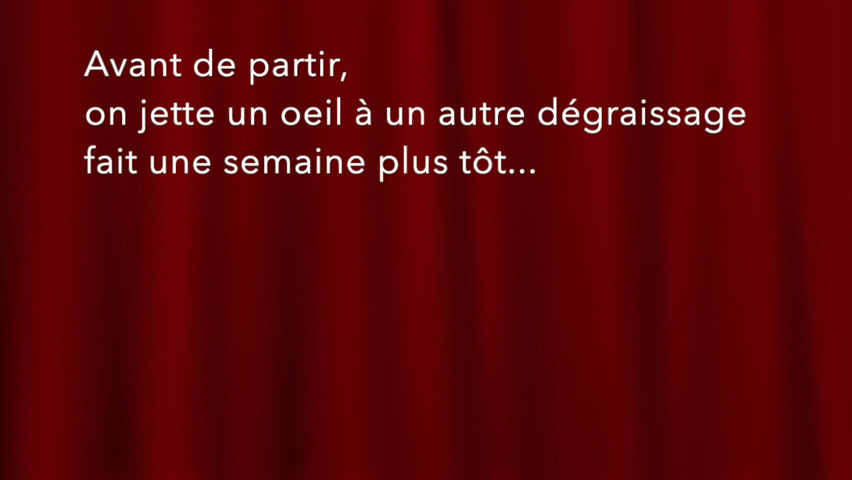 Avant de partir,
on jette un oeil à un autre dégraissage
fait une semaine plus tôt...